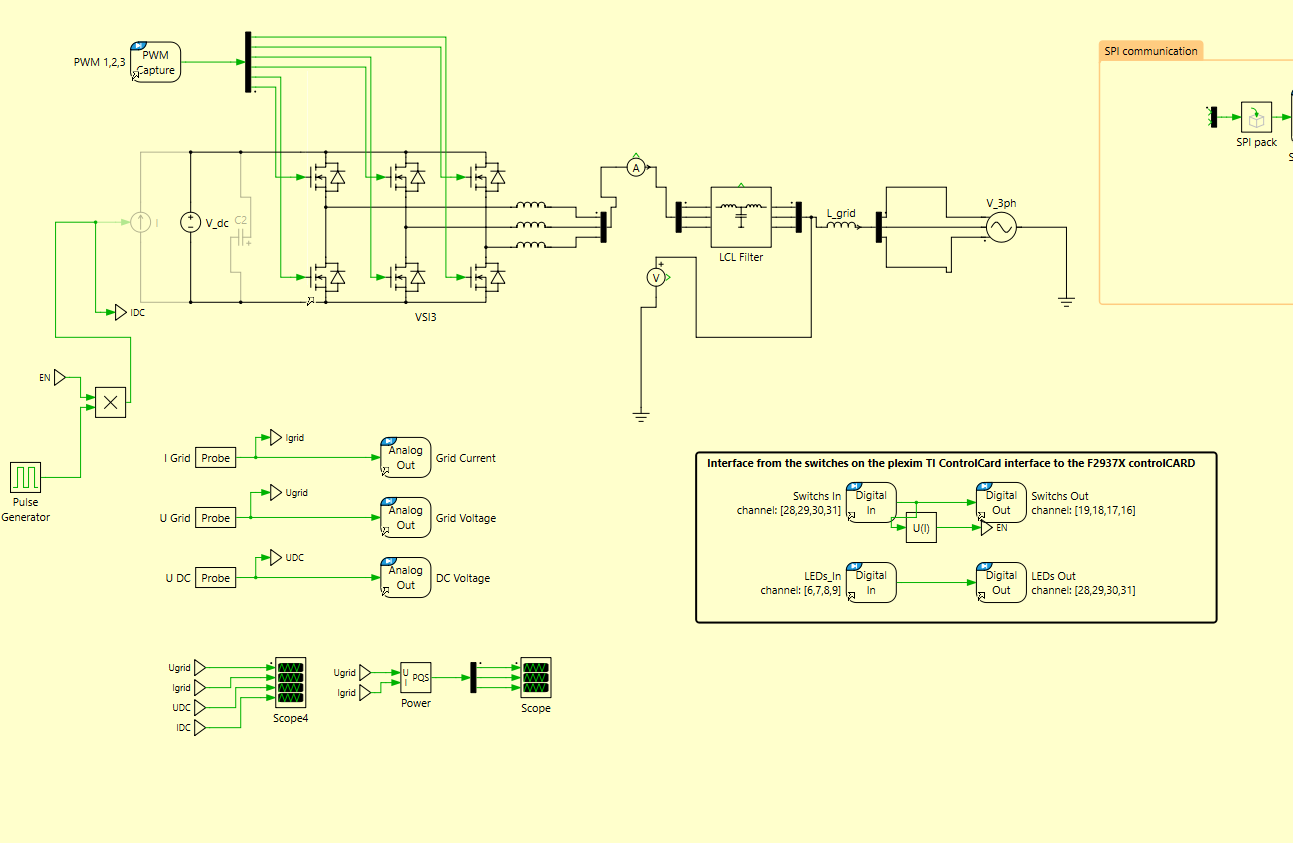 SPI communication
PWM 1,2,3
PWM
Capture
SPI pack
A
V_3ph
I
V_dc
C2
L_grid
LCL Filter
V
IDC
VSI3
EN
I Grid
Probe
Igrid
Analog
Out
Grid Current
Pulse
Generator
U Grid
Probe
Ugrid
Analog
Out
Grid Voltage
U DC
Probe
UDC
Analog
Out
DC Voltage
Interface from the switches on the plexim TI ControlCard interface to the F2937X controlCARD
Switchs In
channel: [28,29,30,31]
Digital
In
Digital
Out
Switchs Out
channel: [19,18,17,16]
U(I)
EN
LEDs_In
channel: [6,7,8,9]
Digital
In
Digital
Out
LEDs Out
channel: [28,29,30,31]
Ugrid
Igrid
UDC
IDC
Scope4
Ugrid
Igrid
U
I
PQS
Power
Scope